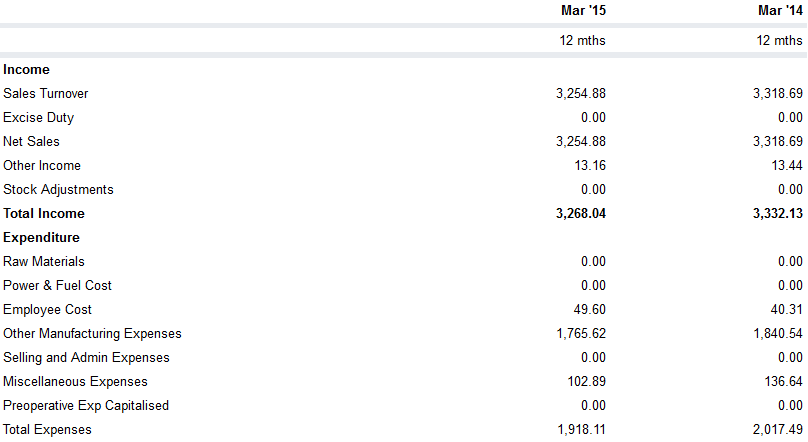 Mar '15 Mar '14
12 mths 12 mths
Income
Sales Turnover 3,254.88 3,318.69
Excise Duty 0.00 0.00
Net Sales 3,254.88 3,318.69
Other Income 13.16 13.44
Stock Adjustments 0.00 0.00
Total Income 3,268.04 3,332.13
Expenditure
Raw Materials 0.00 0.00
Power & Fuel Cost 0.00 0.00
Employee Cost 49.60 40.31
Other Manufacturing Expenses 1,765.62 1,840.54
Selling and Admin Expenses 0.00 0.00
Miscellaneous Expenses 102.89 136.64
Preoperative Exp Capitalised 0.00 0.00
Total Expenses 1,918.11 2,017.49